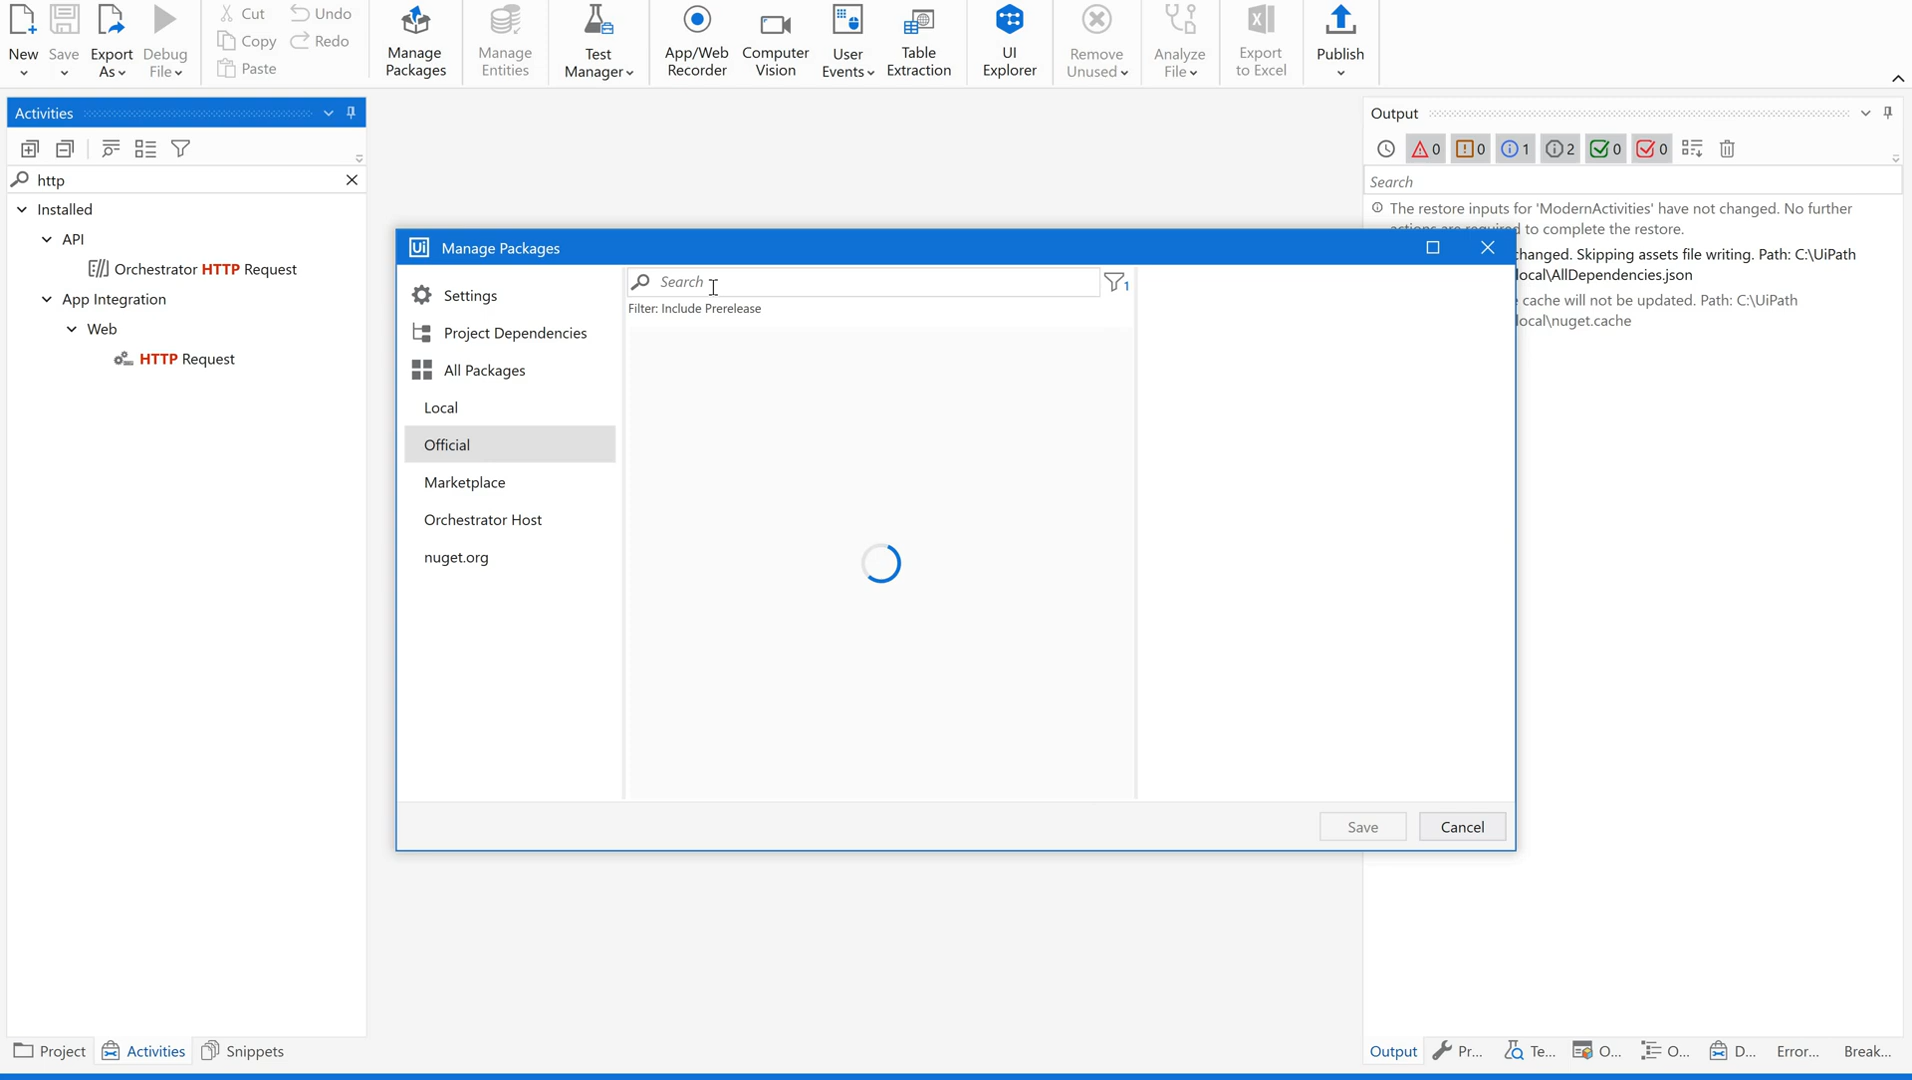 New
Save
Export
As
Debug
File
Cut
Copy
Paste
Undo
Redo
Manage
Packages
Manage
Entities
Test
Manager
App/Web
Recorder
Computer
Vision
User
Events
Table
Extraction
UI
Explorer
Remove
Unused
Analyze
File
Export
to Excel
Publish
Activities
http
Installed
API
Orchestrator HTTP Request
App Integration
Web
HTTP Request
Output
0
0
1
2
0
0
Search
The restore inputs for 'ModernActivities' have not changed. No further
actions are required to complete the restore.
hanged. Skipping assets file writing. Path: C:\UiPath
local\AllDependencies.json
cache will not be updated. Path: C:\UiPath
local\nuget.cache
Ui Manage Packages
Settings
Project Dependencies
All Packages
Local
Official
Marketplace
Orchestrator Host
nuget.org
Search
1
Filter: Include Prerelease
Save
Cancel
Project
Activities
Snippets
Output
Pr...
Te...
O...
O...
D...
Error...
Break...